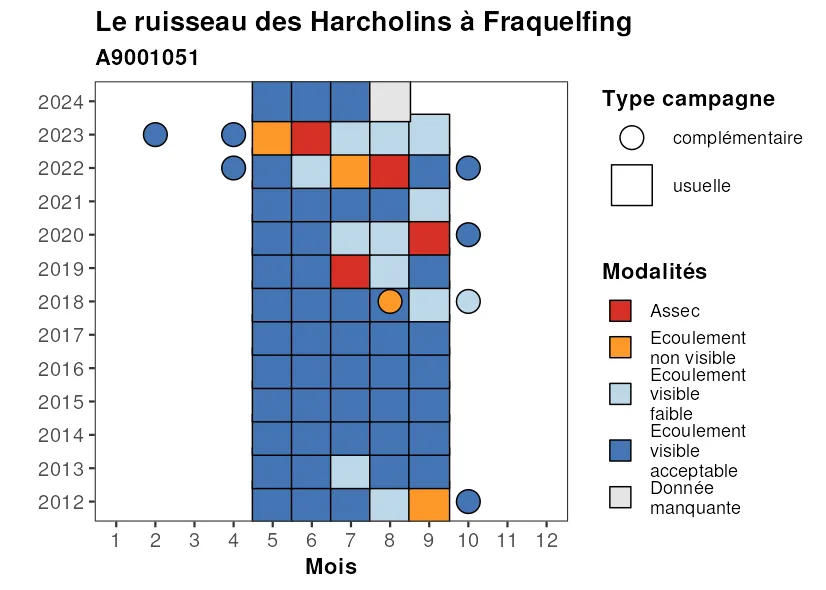 Le ruisseau des Harcholins à Fraquelfing
A9001051
2024
2023
2022
2021
2020
2019
2018
2017
2016
2015
2014
2013
2012
1 2 3 4 5 6 7 8 9 10 11 12
Mois
Type campagne
complémentaire
usuelle
Modalités
Assec
Ecoulement
non visible
Ecoulement
visible
faible
Ecoulement
visible
acceptable
Donnée
manquante